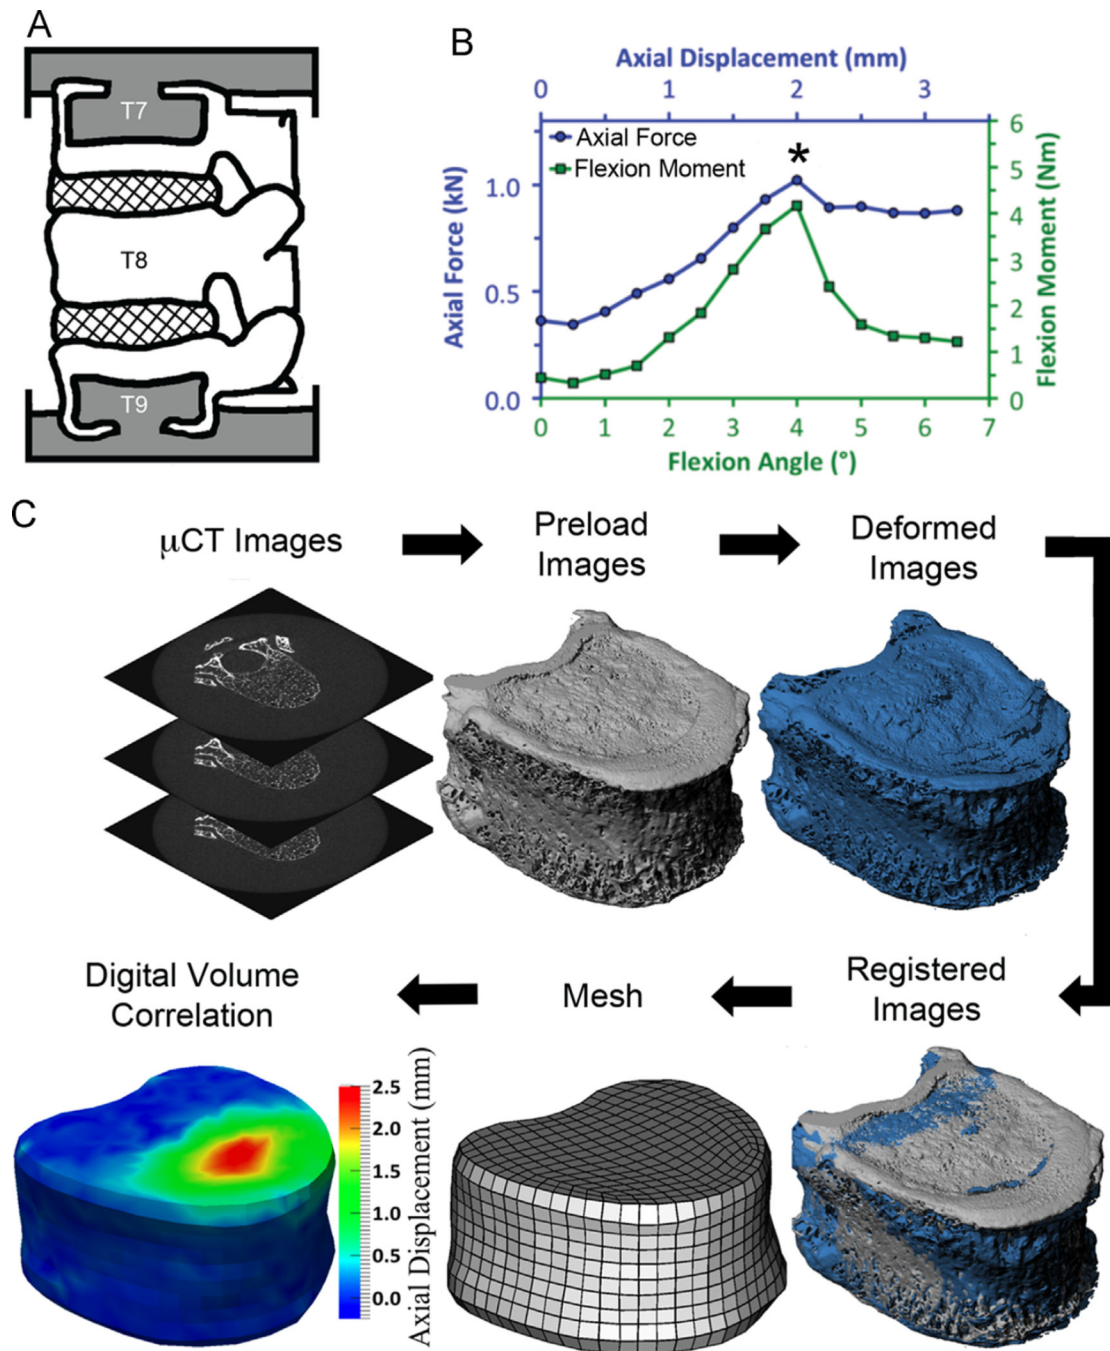 A
T7
T8
T9
B
Axial Displacement (mm)
0 1 2 3
Axial Force
Flexion Moment
*
Axial Force (kN)
1.0
0.5
0.0
6
5
4
3
2
1
0
Flexion Moment (Nm)
0 1 2 3 4 5 6 7
Flexion Angle (°)
C
μCT Images
Preload
Images
Deformed
Images
Digital Volume
Correlation
Mesh
Registered
Images
2.5
2.0
1.5
1.0
0.5
0.0
Axial Displacement (mm)